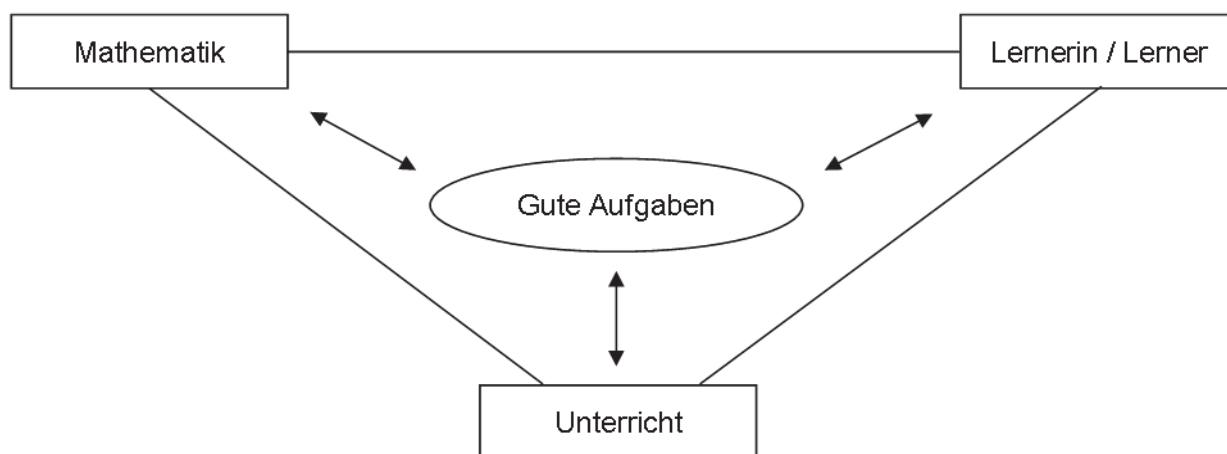 Mathematik
Lernerin / Lerner
Gute Aufgaben
Unterricht